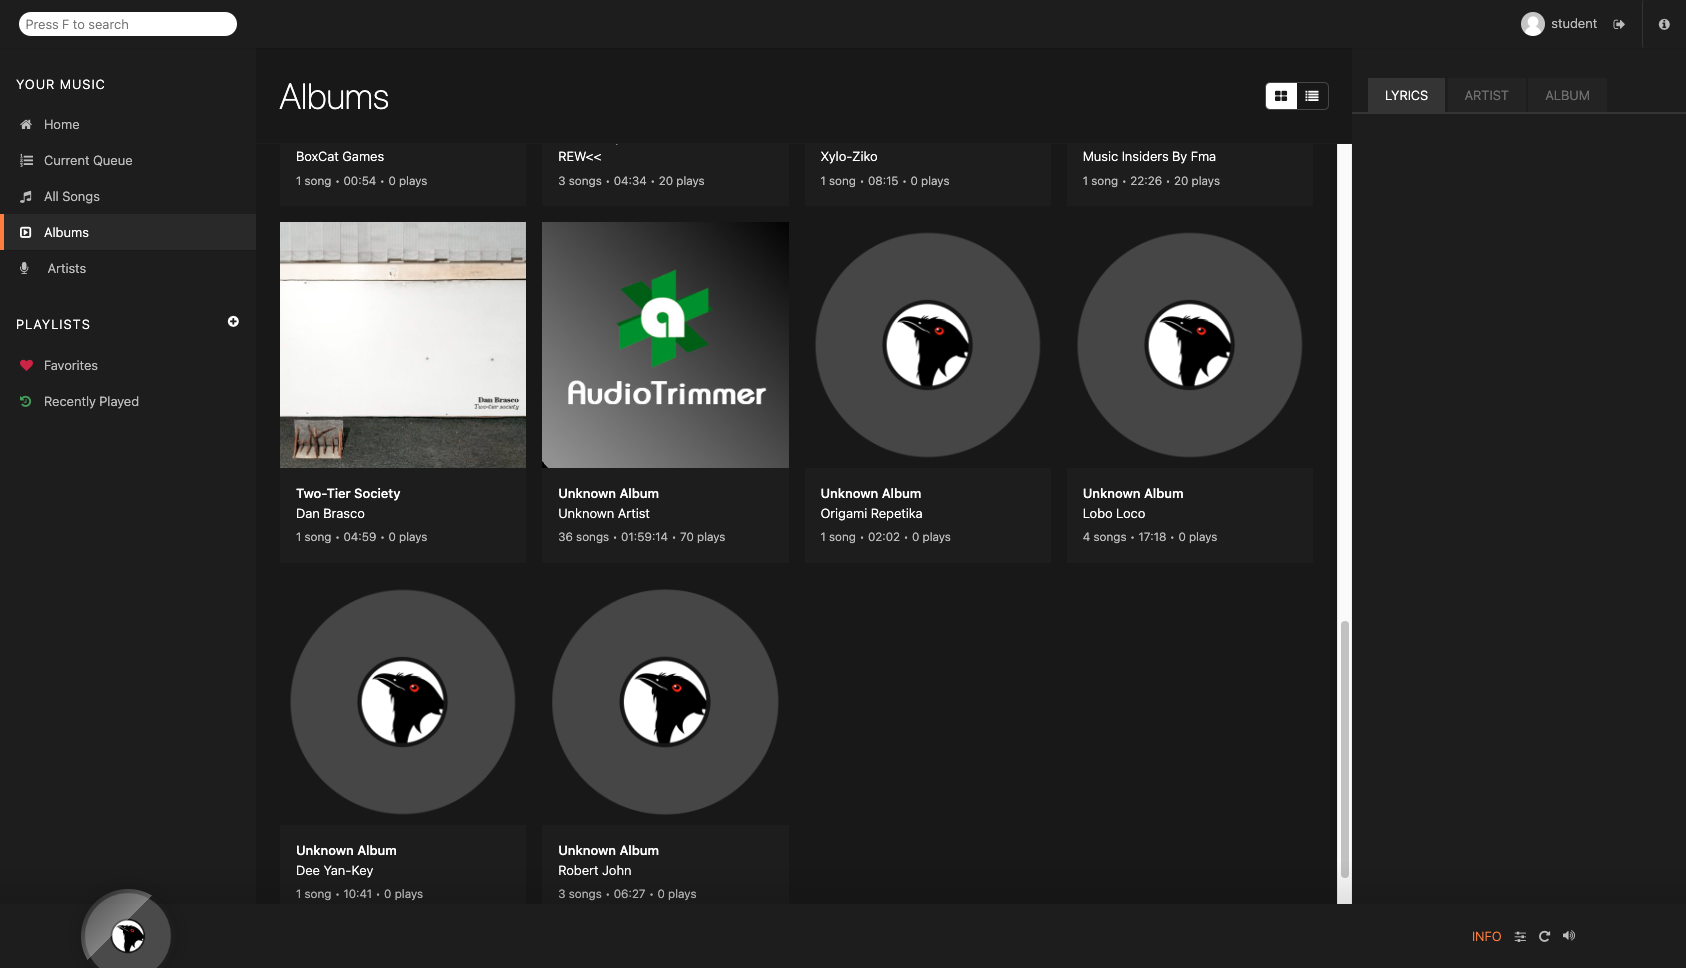 Press F to search
student
YOUR MUSIC
Home
Current Queue
All Songs
Albums
Artists
PLAYLISTS
Favorites
Recently Played
Albums
BoxCat Games
1 song • 00:54 • 0 plays
REW<<
3 songs • 04:34 • 20 plays
Xylo-Ziko
1 song • 08:15 • 0 plays
Music Insiders By Fma
1 song • 22:26 • 20 plays
Dan Brasco
Two-tier society
Two-Tier Society
Dan Brasco
1 song • 04:59 • 0 plays
a
AudioTrimmer
Unknown Album
Unknown Artist
36 songs • 01:59:14 • 70 plays
Unknown Album
Origami Repetika
1 song • 02:02 • 0 plays
Unknown Album
Lobo Loco
4 songs • 17:18 • 0 plays
Unknown Album
Dee Yan-Key
1 song • 10:41 • 0 plays
Unknown Album
Robert John
3 songs • 06:27 • 0 plays
LYRICS
ARTIST
ALBUM
INFO